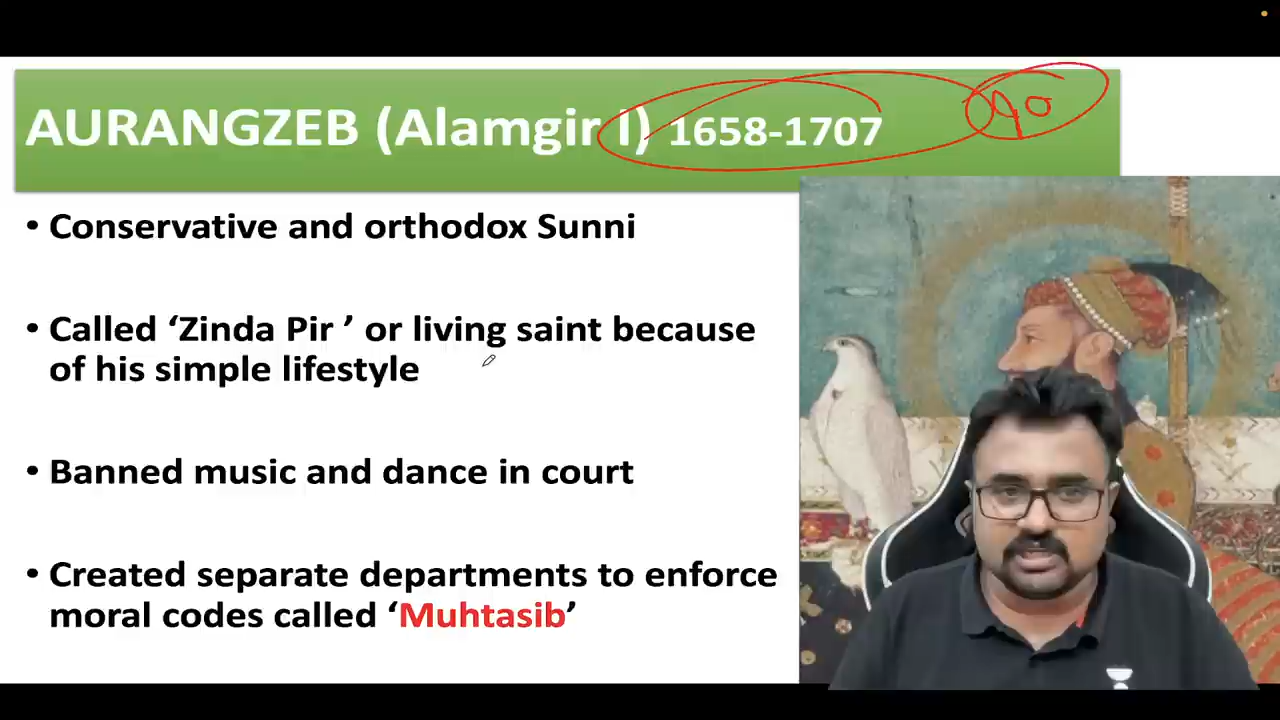 AURANGZEB (Alamgir I) 1658-1707 90
• Conservative and orthodox Sunni
• Called ‘Zinda Pir ’ or living saint because
of his simple lifestyle
• Banned music and dance in court
• Created separate departments to enforce
moral codes called ‘Muhtasib’